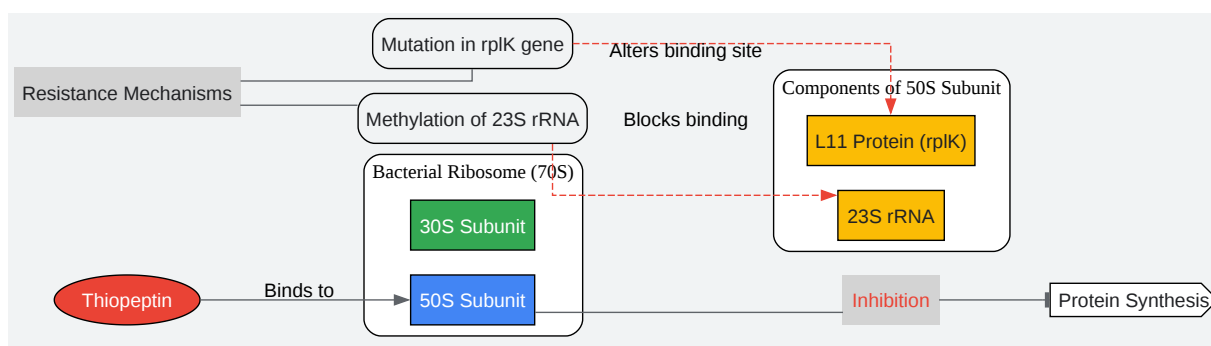 Mutation in rplK gene
Alters binding site
Resistance Mechanisms
Components of 50S Subunit
Methylation of 23S rRNA
Blocks binding
L11 Protein (rplK)
Bacterial Ribosome (70S)
30S Subunit
23S rRNA
Thiopeptin
Binds to
50S Subunit
Inhibition
Protein Synthesis